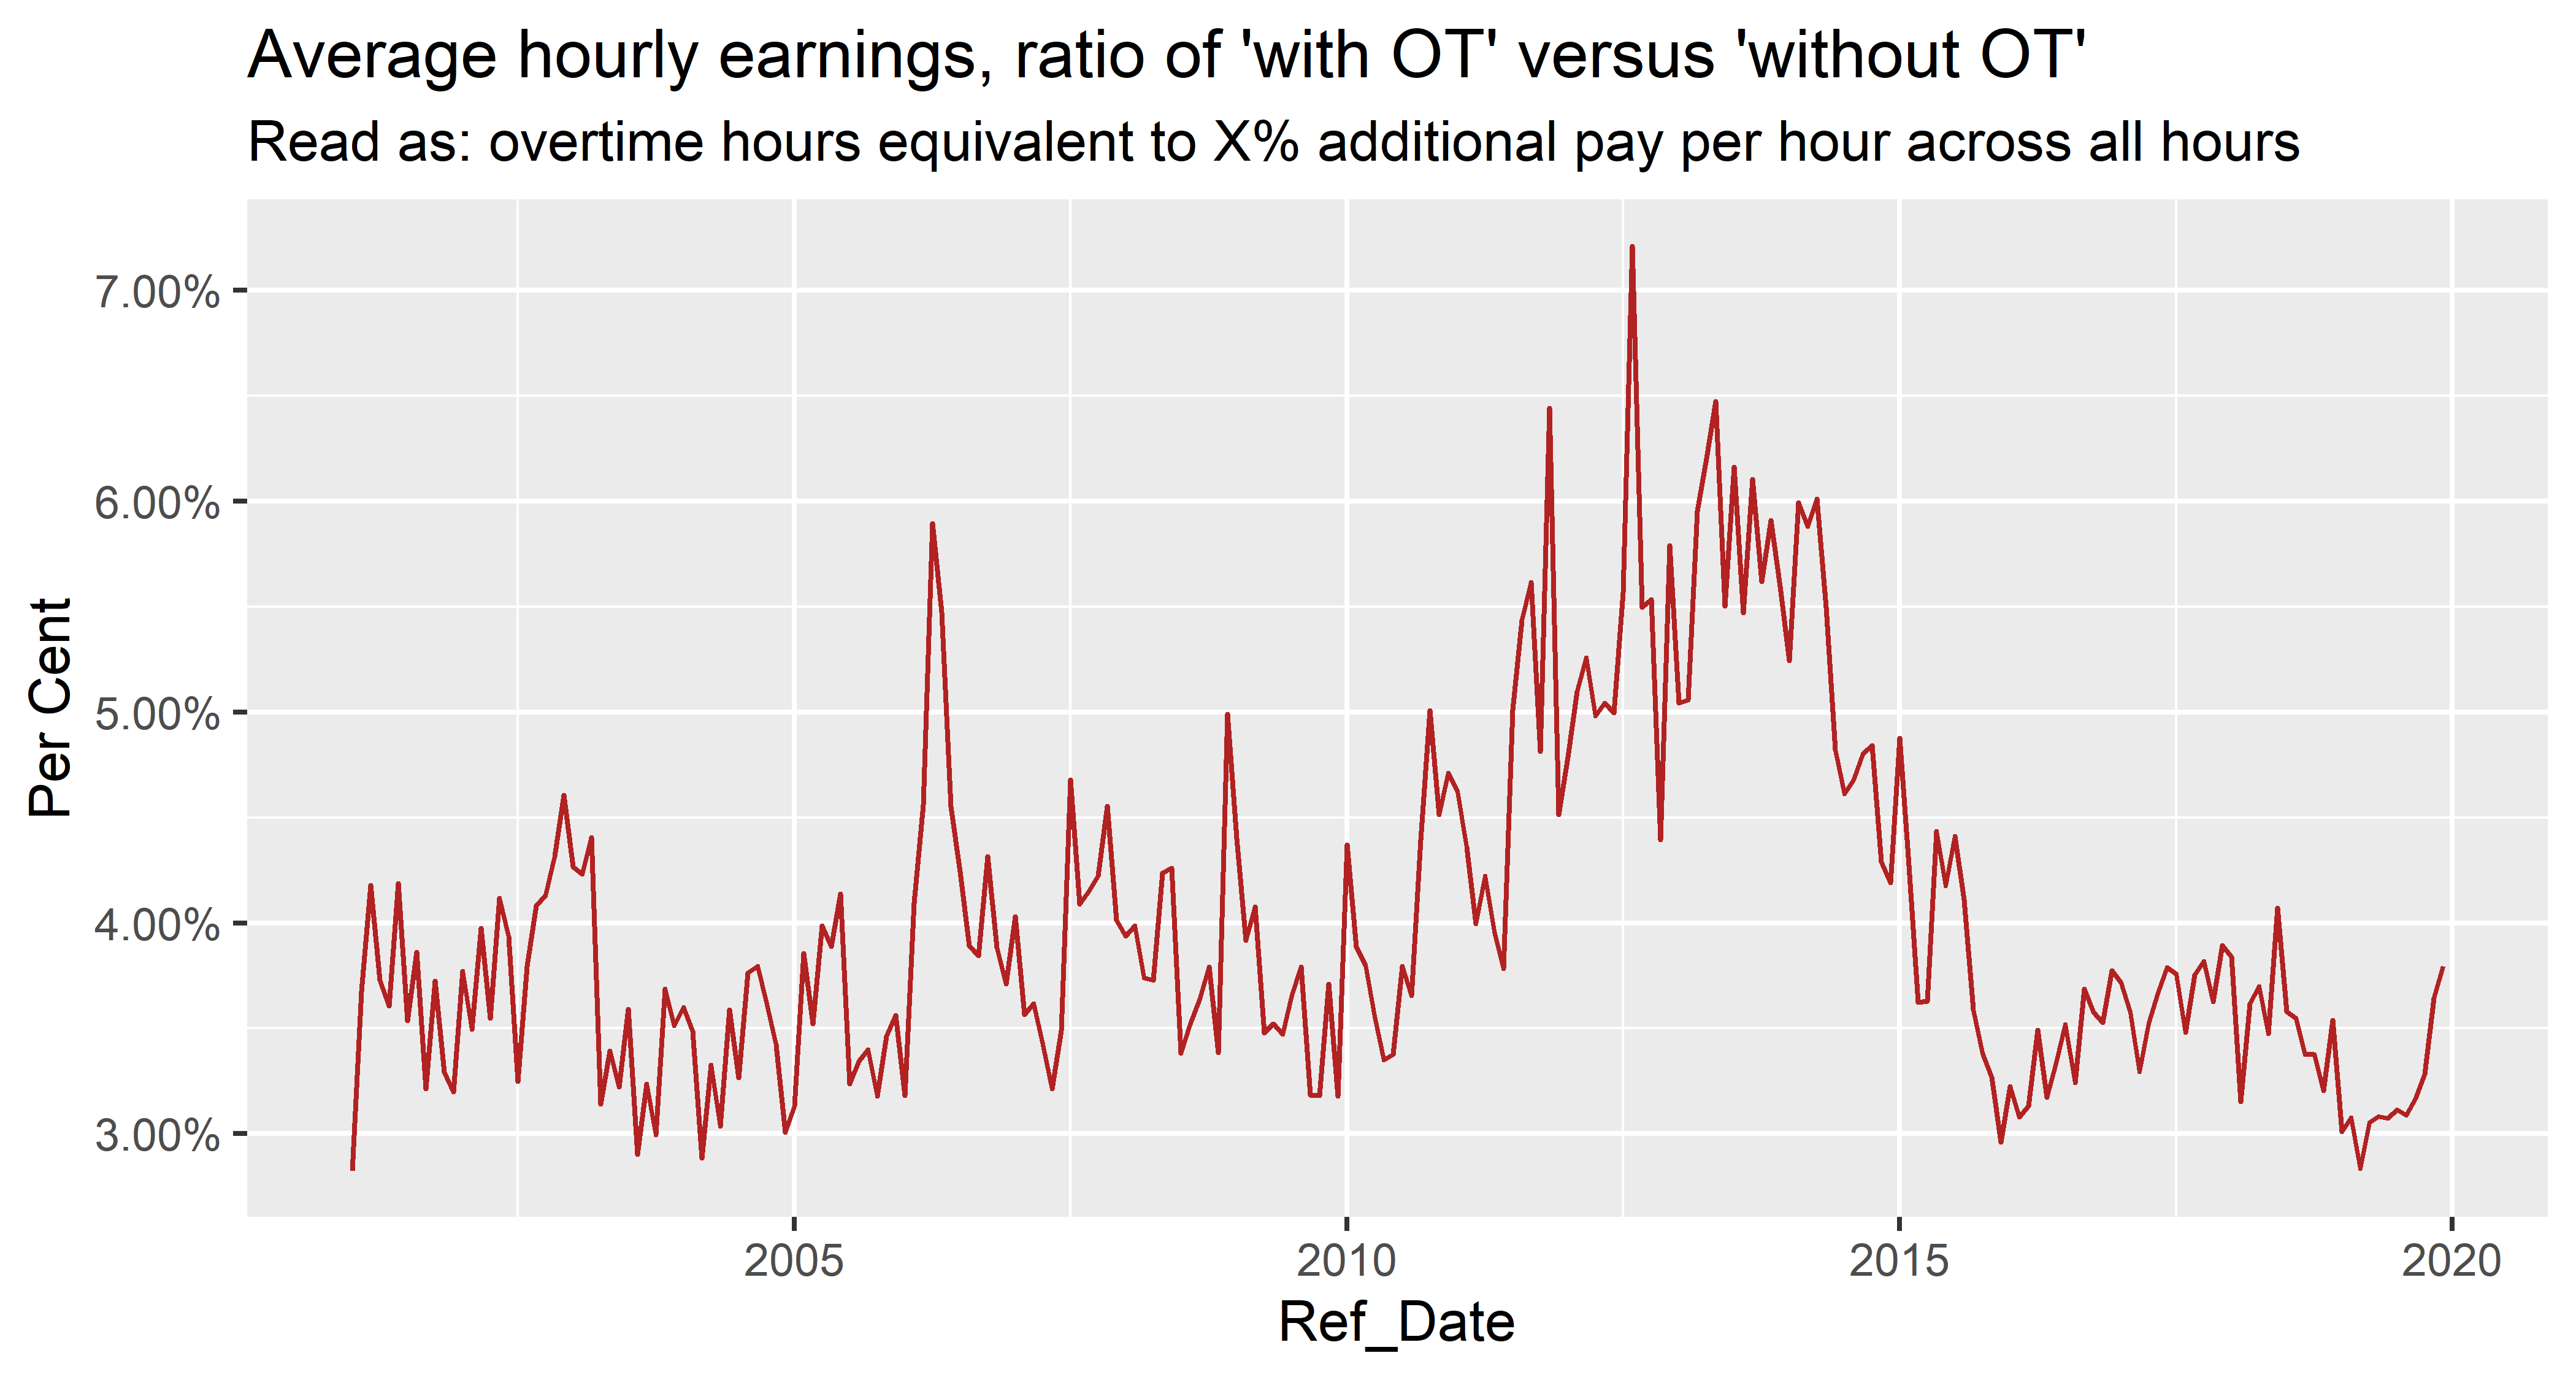 Average hourly earnings, ratio of 'with OT' versus 'without OT'
Read as: overtime hours equivalent to X% additional pay per hour across all hours
Per Cent
7.00%
6.00%
5.00%
4.00%
3.00%
2005
2010
2015
2020
Ref_Date